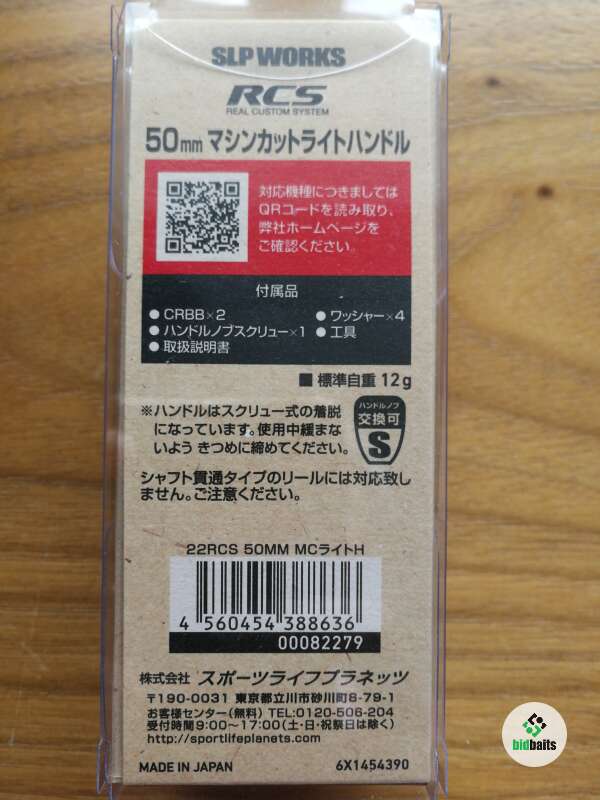 SLP WORKS
RCS
REAL CUSTOM SYSTEM
50mm マシンカットライトハンドル
対応機種につきましては
QRコードを読み取り、
弊社ホームページを
ご確認ください。
付属品
● CRBB×2 ● ワッシャー×4
● ハンドルノブスクリュー×1 ● 工具
● 取扱説明書
■ 標準自重 12g
※ハンドルはスクリュー式の着脱
になっています。使用中緩まな
いよう きつめに締めてください。
ハンドルノブ
交換可
S
シャフト貫通タイプのリールには対応致し
ません。ご注意ください。
22RCS 50MM MCライトH
4 560454 388636
00082279
株式会社 スポーツライフプラネッツ
〒190-0031 東京都立川市砂川町8-79-1
お客様センター(無料) TEL:0120-506-204
受付時間9:00~17:00(土・日・祝祭日は除く)
http://sportlifeplanets.com/
MADE IN JAPAN 6X1454390
bidbaits